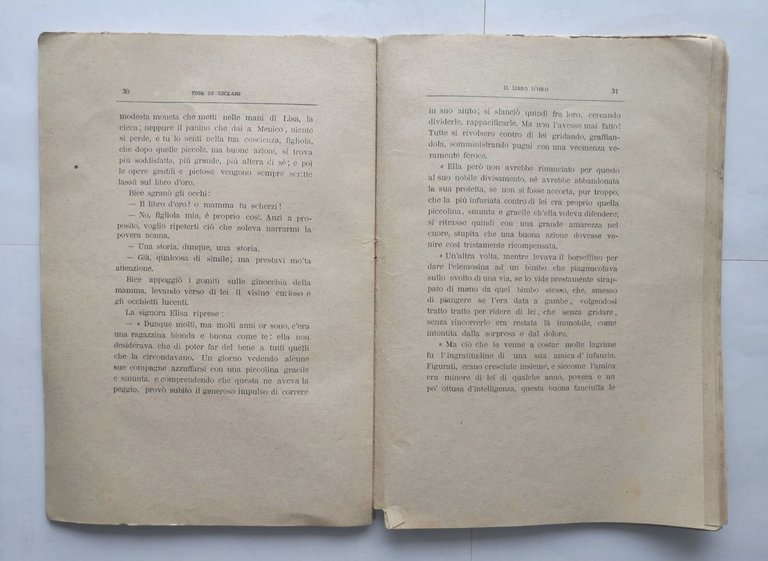 30
FIOR DI CICLAMI
modesta moneta che metti nelle mani di Lisa, la
cieca; neppure il panino che dai a Menico, niente
si perde, e tu lo senti nella tua coscienza, figliola,
che dopo quelle piccole, ma buone azioni, si trova
più soddisfatta, più grande, più altera di sé; e poi
le opere gentili e pietose vengono sempre scritte
lassù sul libro d'oro.
Bice sgranò gli occhi:
— Il libro d'oro! o mamma tu scherzi!
— No, figliola mia, é proprio così. Anzi a pro-
posito, voglio ripeterti ciò che soleva narrarmi la
povera nonna.
— Una storia, dunque, una storia.
— Già, qualcosa di simile; ma prestavi mo'ta
attenzione.
Bice appoggiò i gomiti sulle ginocchia della
mamma, levando verso di lei il visino curioso e
gli occhietti lucenti.
La signora Elisa riprese:
— « Dunque molti, ma molti anni or sono, c'era
una ragazzina bionda e buona come te: ella non
desiderava che di poter far del bene a tutti quelli
che la circondavano. Un giorno vedendo alcune
sue compagne azzuffarsi con una piccolina gracile
e smunta, e comprendendo che questa ne aveva la
peggio, provò subito il generoso impulso di correre
IL LIBRO D'ORO
31
in suo aiuto; si slanciò quindi fra loro, cercando
dividerle, rappacificarle. Ma non l'avesse mai fatto!
Tutte si rivolsero contro di lei gridando, graffian-
dola, somministrando pugni con una veemenza ve-
ramente feroce.
« Ella però non avrebbe rinunciato per questo
al suo nobile divisamento, né avrebbe abbandonata
la sua protetta, se non si fosse accorta, pur troppo,
che la più infuriata contro di lei era proprio quella
piccolina, smunta e gracile ch'ella voleva difendere;
si ritrasse quindi con una grande amarezza nel
cuore, stupita che una buona azione dovesse ve-
nire così tristamente ricompensata.
« Un'altra volta, mentre levava il borsellino per
dare l'elemosina ad un bimbo che piagnucolava
sullo svolto di una via, se lo vide prestamente strap-
pato di mano da quel bimbo stesso, che, smesso
di piangere se l'era data a gambe, volgendosi
tratto tratto per ridere di lei, che senza gridare,
senza rincorrerlo era restata là immobile, come
intontita dalla sorpresa e dal dolore.
« Ma ciò che le venne a costar molte lagrime
fu l'ingratitudine di una sua amica d'infanzia.
Figurati, erano cresciute insieme, e siccome l'amica
era minore di lei di qualche anno, povera e un
po' ottusa d'intelligenza, questa buona fanciulla le